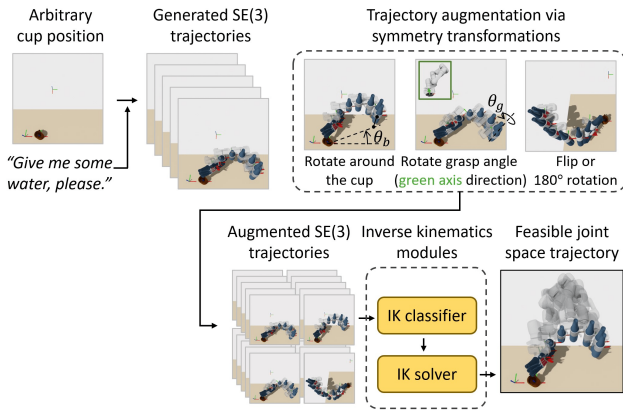 Arbitrary
cup position
Generated SE(3)
trajectories
Trajectory augmentation via
symmetry transformations
"Give me some
water, please."
θ_b
θ_g
Rotate around
the cup
Rotate grasp angle
(green axis direction)
Flip or
180° rotation
Augmented SE(3)
trajectories
Inverse kinematics
modules
Feasible joint
space trajectory
IK classifier
IK solver